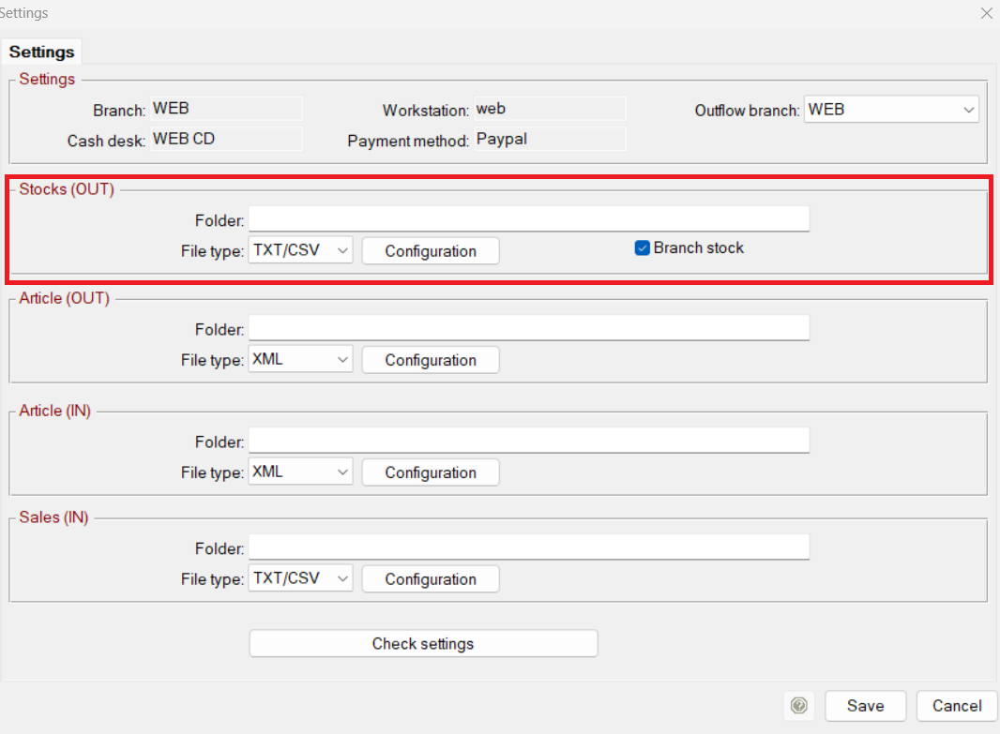 Settings
Settings
Settings
Branch: WEB Workstation: web Outflow branch: WEB
Cash desk: WEB CD Payment method: Paypal
Stocks (OUT)
Folder:
File type: TXT/CSV Configuration Branch stock
Article (OUT)
Folder:
File type: XML Configuration
Article (IN)
Folder:
File type: XML Configuration
Sales (IN)
Folder:
File type: TXT/CSV Configuration
Check settings
Save Cancel